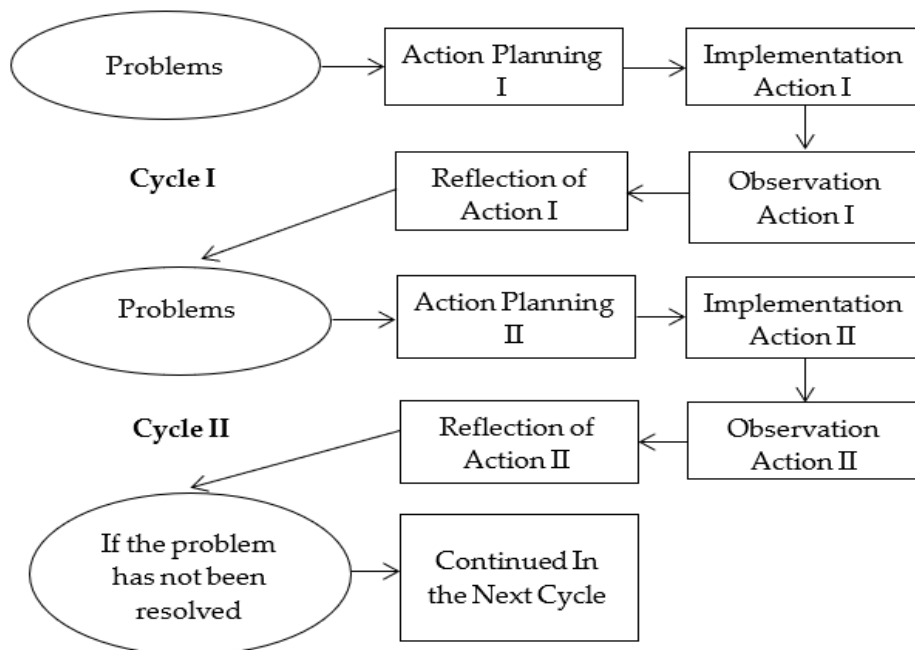 Problems
Action Planning
I
Implementation
Action I
Cycle I
Reflection of
Action I
Observation
Action I
Problems
Action Planning
II
Implementation
Action II
Cycle II
Reflection of
Action II
Observation
Action II
If the problem
has not been
resolved
Continued In
the Next Cycle